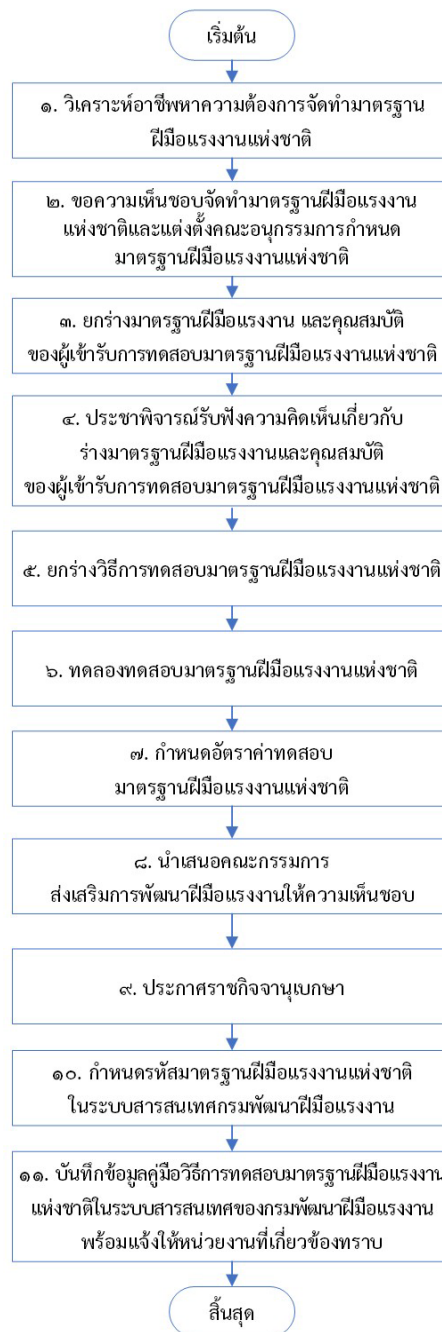 เริ่มต้น
๑. วิเคราะห์อาชีพหาความต้องการจัดทำมาตรฐาน
ฝีมือแรงงานแห่งชาติ
๒. ขอความเห็นชอบจัดทำมาตรฐานฝีมือแรงงาน
แห่งชาติและแต่งตั้งคณะอนุกรรมการกำหนด
มาตรฐานฝีมือแรงงานแห่งชาติ
๓. ยกร่างมาตรฐานฝีมือแรงงาน และคุณสมบัติ
ของผู้เข้ารับการทดสอบมาตรฐานฝีมือแรงงานแห่งชาติ
๔. ประชาพิจารณ์รับฟังความคิดเห็นเกี่ยวกับ
ร่างมาตรฐานฝีมือแรงงานและคุณสมบัติ
ของผู้เข้ารับการทดสอบมาตรฐานฝีมือแรงงานแห่งชาติ
๕. ยกร่างวิธีการทดสอบมาตรฐานฝีมือแรงงานแห่งชาติ
๖. ทดลองทดสอบมาตรฐานฝีมือแรงงานแห่งชาติ
๗. กำหนดอัตราค่าทดสอบ
มาตรฐานฝีมือแรงงานแห่งชาติ
๘. นำเสนอคณะกรรมการ
ส่งเสริมการพัฒนาฝีมือแรงงานให้ความเห็นชอบ
๙. ประกาศราชกิจจานุเบกษา
๑๐. กำหนดรหัสมาตรฐานฝีมือแรงงานแห่งชาติ
ในระบบสารสนเทศกรมพัฒนาฝีมือแรงงาน
๑๑. บันทึกข้อมูลคู่มือวิธีการทดสอบมาตรฐานฝีมือแรงงาน
แห่งชาติในระบบสารสนเทศของกรมพัฒนาฝีมือแรงงาน
พร้อมแจ้งให้หน่วยงานที่เกี่ยวข้องทราบ
สิ้นสุด